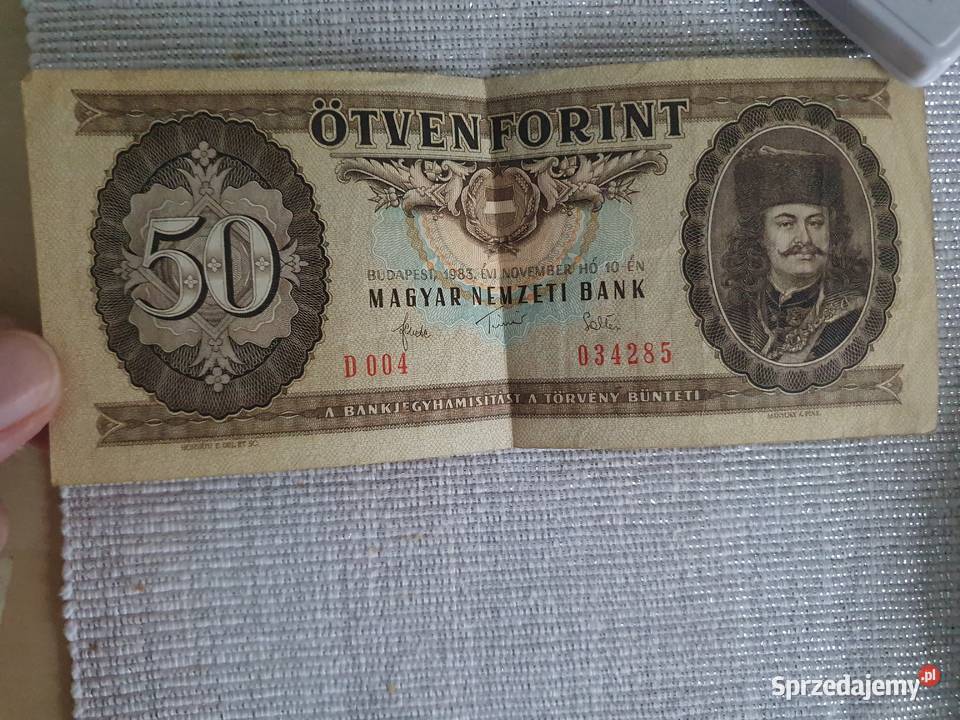 ÖTVEN FORINT
50
BUDAPEST, 1983. ÉVI NOVEMBER HÓ 10-ÉN
MAGYAR NEMZETI BANK
D 004
034285
A BANKJEGYHAMISÍTÁST A TÖRVÉNY BÜNTETI
Sprzedajemy.pl